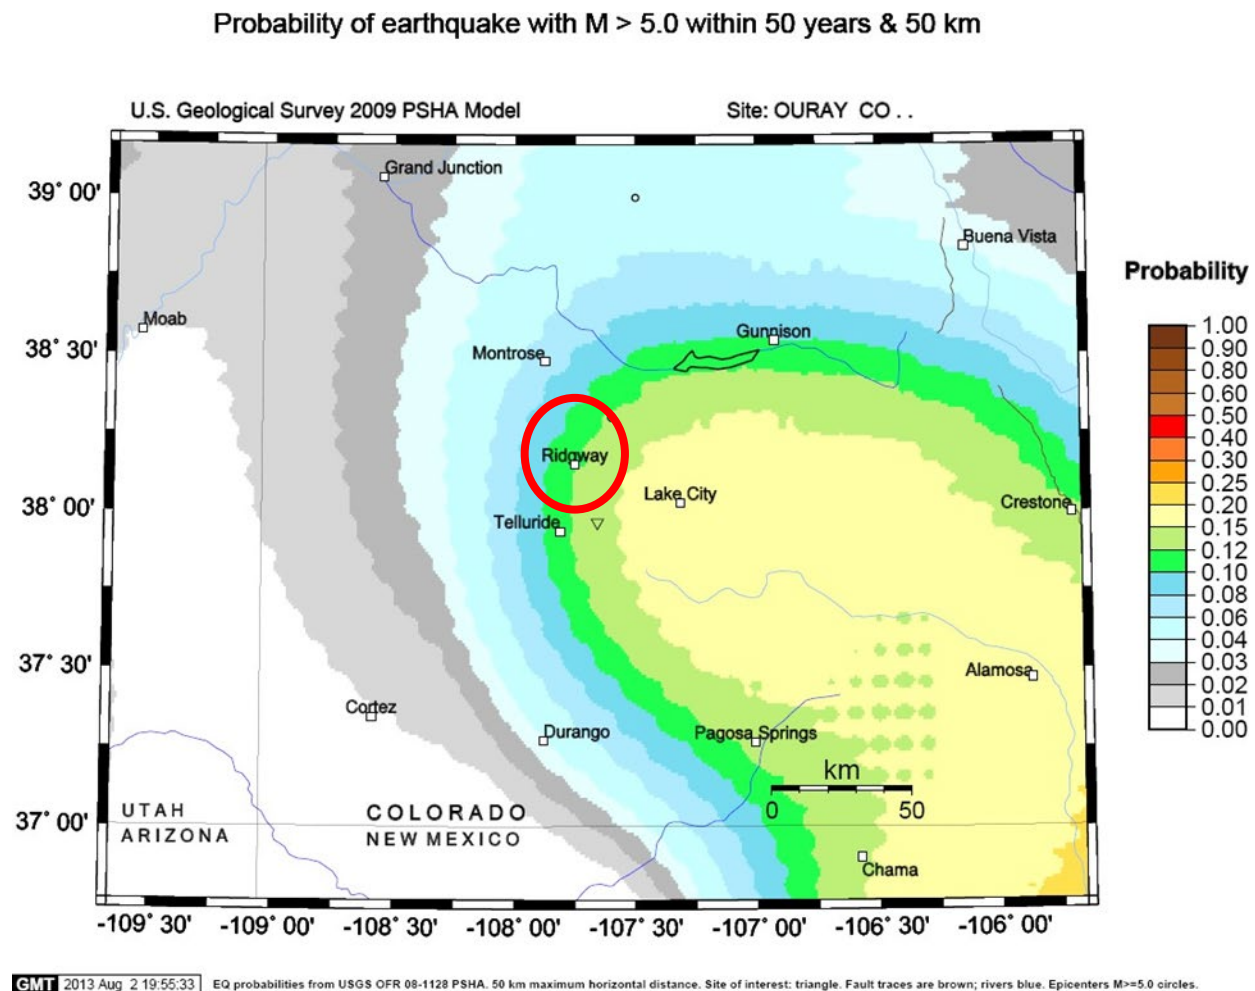 Probability of earthquake with M > 5.0 within 50 years & 50 km
U.S. Geological Survey 2009 PSHA Model Site: OURAY CO . .
39° 00'
38° 30'
38° 00'
37° 30'
37° 00'
Grand Junction
Buena Vista
Moab
Gunnison
Montrose
Ridgway
Lake City
Crestone
Telluride
Alamosa
Cortez
Durango
Pagosa Springs
km
0 50
UTAH COLORADO
ARIZONA NEW MEXICO
Chama
-109° 30' -109° 00' -108° 30' -108° 00' -107° 30' -107° 00' -106° 30' -106° 00'
Probability
1.00
0.90
0.80
0.60
0.50
0.40
0.30
0.25
0.20
0.15
0.12
0.10
0.08
0.06
0.04
0.03
0.02
0.01
0.00
GMT 2013 Aug 2 19:55:33 EQ probabilities from USGS OFR 08-1128 PSHA. 50 km maximum horizontal distance. Site of interest: triangle. Fault traces are brown; rivers blue. Epicenters M>=5.0 circles.